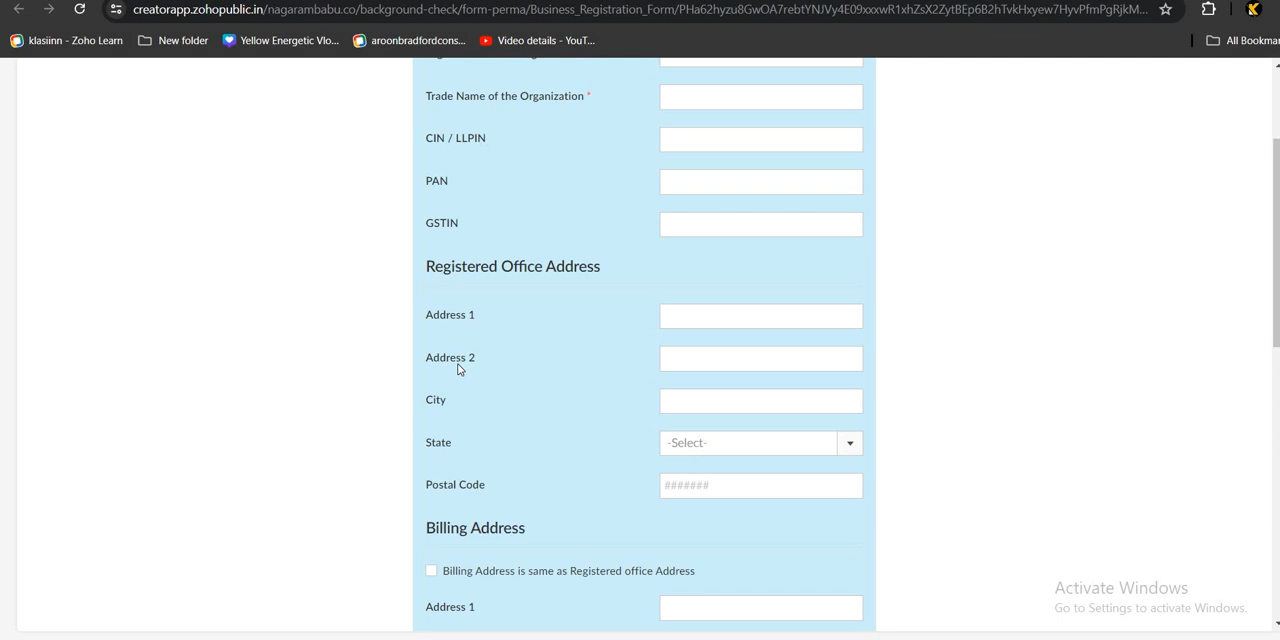 creatorapp.zohopublic.in/nagarambabu.co/background-check/form-perma/Business_Registration_Form/PHa62hyzu8GwOA7rebtYNJVy4E09xxxwR1xhZsX2ZytBEp6B2hTvkHxyew7HyvPfmPgRjkM...
klasiinn - Zoho Learn
New folder
Yellow Energetic Vlo...
aroonbradfordcons...
Video details - YouT...
All Bookmar
Trade Name of the Organization *
CIN / LLPIN
PAN
GSTIN
Registered Office Address
Address 1
Address 2
City
State
-Select-
Postal Code
#######
Billing Address
Billing Address is same as Registered office Address
Address 1
Activate Windows
Go to Settings to activate Windows.